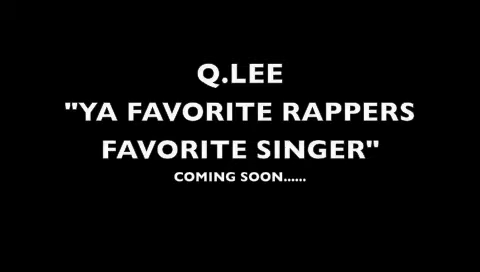 Q.LEE
"YA FAVORITE RAPPERS
FAVORITE SINGER"
COMING SOON......